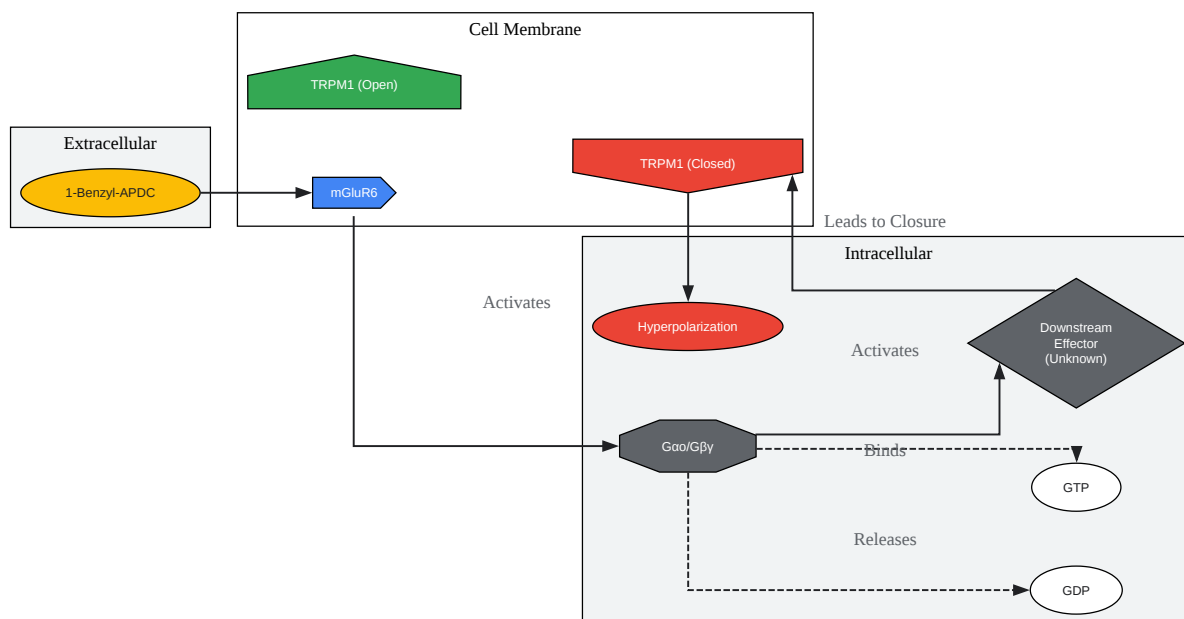 Cell Membrane
TRPM1 (Open)
Extracellular
TRPM1 (Closed)
1-Benzyl-APDC
mGluR6
Leads to Closure
Intracellular
Activates
Hyperpolarization
Downstream
Effector
(Unknown)
Activates
Gαo/Gβγ
Binds
GTP
Releases
GDP